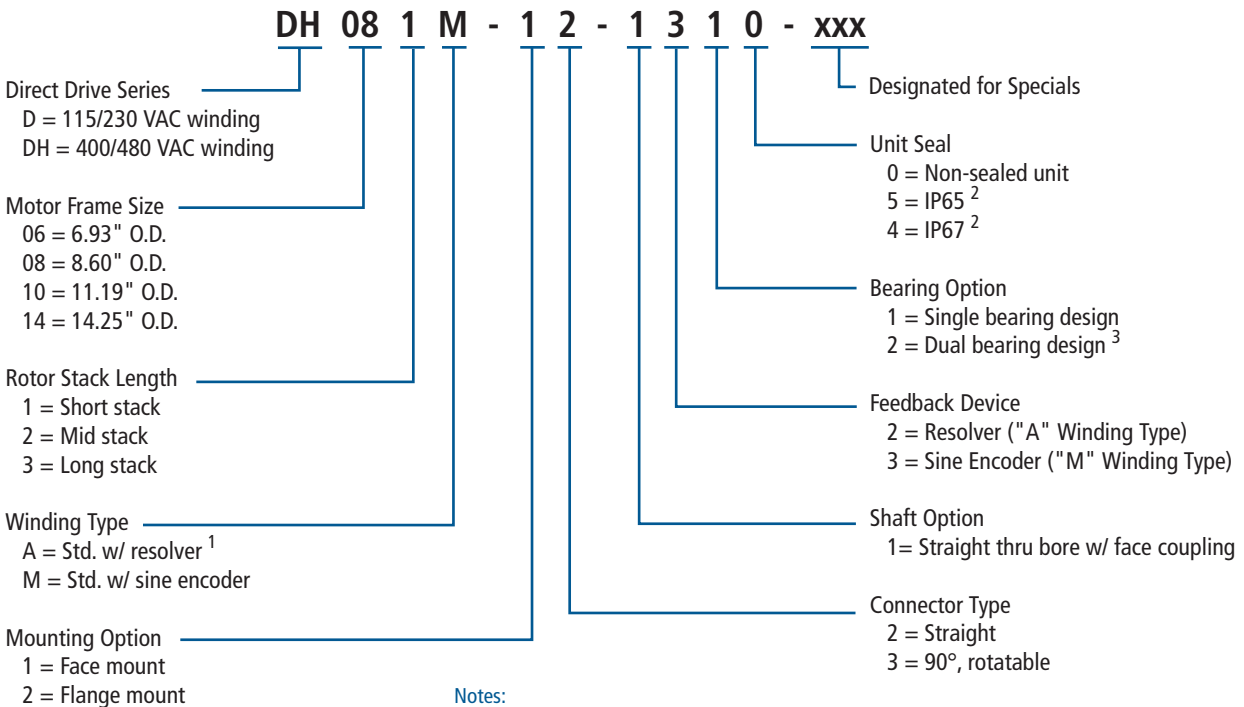 DH 08 1 M - 1 2 - 1 3 1 0 - xxx
Direct Drive Series
D = 115/230 VAC winding
DH = 400/480 VAC winding
Motor Frame Size
06 = 6.93" O.D.
08 = 8.60" O.D.
10 = 11.19" O.D.
14 = 14.25" O.D.
Rotor Stack Length
1 = Short stack
2 = Mid stack
3 = Long stack
Winding Type
A = Std. w/ resolver 1
M = Std. w/ sine encoder
Mounting Option
1 = Face mount
2 = Flange mount
Designated for Specials
Unit Seal
0 = Non-sealed unit
5 = IP65 2
4 = IP67 2
Bearing Option
1 = Single bearing design
2 = Dual bearing design 3
Feedback Device
2 = Resolver ("A" Winding Type)
3 = Sine Encoder ("M" Winding Type)
Shaft Option
1= Straight thru bore w/ face coupling
Connector Type
2 = Straight
3 = 90°, rotatable
Notes: